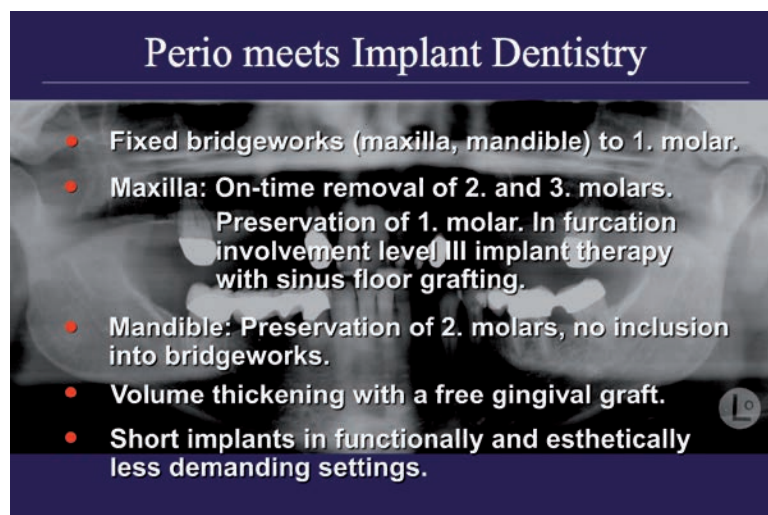 Perio meets Implant Dentistry
• Fixed bridgeworks (maxilla, mandible) to 1. molar.
• Maxilla: On-time removal of 2. and 3. molars.
Preservation of 1. molar. In furcation
involvement level III implant therapy
with sinus floor grafting.
• Mandible: Preservation of 2. molars, no inclusion
into bridgeworks.
• Volume thickening with a free gingival graft.
L o
• Short implants in functionally and esthetically
less demanding settings.